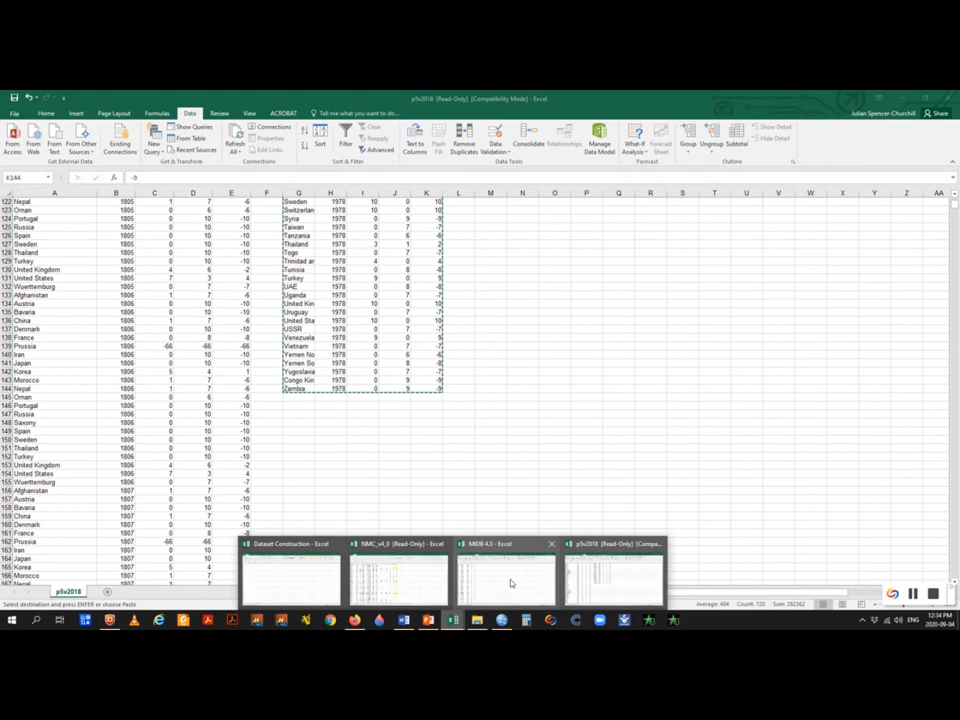 p5v2018 [Read-Only] [Compatibility Mode] - Excel
Julian Spencer-Churchill Share
File Home Insert Page Layout Formulas Data Review View ACROBAT Tell me what you want to do...
From Access From Web From Text From Other Sources Existing Connections New Query Show Queries From Table Recent Sources Refresh All Connections Properties Edit Links Sort Filter Clear Reapply Advanced Text to Columns Flash Fill Remove Duplicates Data Validation Consolidate Relationships Manage Data Model What-If Analysis Forecast Sheet Group Ungroup Subtotal Show Detail Hide Detail
Get External Data Get & Transform Connections Sort & Filter Data Tools Forecast Outline
K144 fx -9
A B C D E F G H I J K L M N O P Q R S T U V W X Y Z AA
122 Nepal 1805 1 7 -6 Sweden 1978 10 0 10
123 Oman 1805 0 6 -6 Switzerlan 1978 10 0 10
124 Portugal 1805 0 10 -10 Syria 1978 0 9 -9
125 Russia 1805 0 10 -10 Taiwan 1978 0 7 -7
126 Spain 1805 0 10 -10 Tanzania 1978 0 6 -6
127 Sweden 1805 0 10 -10 Thailand 1978 3 1 2
128 Thailand 1805 0 10 -10 Togo 1978 0 7 -7
129 Turkey 1805 0 10 -10 Trinidad ar 1978 4 0 4
130 United Kingdom 1805 4 6 -2 Tunisia 1978 0 8 -8
131 United States 1805 7 3 4 Turkey 1978 9 0 9
132 Wuerttemburg 1805 0 7 -7 UAE 1978 0 8 -8
133 Afghanistan 1806 1 7 -6 Uganda 1978 0 7 -7
134 Austria 1806 0 10 -10 United Kin 1978 10 0 10
135 Bavaria 1806 0 10 -10 Uruguay 1978 0 7 -7
136 China 1806 1 7 -6 United Sta 1978 10 0 10
137 Denmark 1806 0 10 -10 USSR 1978 0 7 -7
138 France 1806 0 8 -8 Venezuela 1978 9 0 9
139 Prussia 1806 -66 -66 -66 Vietnam 1978 0 7 -7
140 Iran 1806 0 10 -10 Yemen No 1978 0 6 -6
141 Japan 1806 0 10 -10 Yemen So 1978 0 8 -8
142 Korea 1806 5 4 1 Yugoslavia 1978 0 7 -7
143 Morocco 1806 1 7 -6 Congo Kin 1978 0 9 -9
144 Nepal 1806 1 7 -6 Zambia 1978 0 9 -9
145 Oman 1806 0 6 -6
146 Portugal 1806 0 10 -10
147 Russia 1806 0 10 -10
148 Saxony 1806 0 10 -10
149 Spain 1806 0 10 -10
150 Sweden 1806 0 10 -10
151 Thailand 1806 0 10 -10
152 Turkey 1806 0 10 -10
153 United Kingdom 1806 4 6 -2
154 United States 1806 7 3 4
155 Wuerttemburg 1806 0 7 -7
156 Afghanistan 1807 1 7 -6
157 Austria 1807 0 10 -10
158 Bavaria 1807 0 10 -10
159 China 1807 1 7 -6
160 Denmark 1807 0 10 -10
161 France 1807 0 8 -8
162 Prussia 1807 -66 -66
163 Iran 1807 0 10
164 Japan 1807 0 10
165 Korea 1807 5 4
166 Morocco 1807 1 7
Dataset Construction - Excel NMC_v4_0 [Read-Only] - Excel MIDB 4.3 - Excel p5v2018 [Read-Only] [Compa...
p5v2018
Select destination and press ENTER or choose Paste Average: 494 Count: 720 Sum: 292362
ENG 12:34 PM
2020-09-04